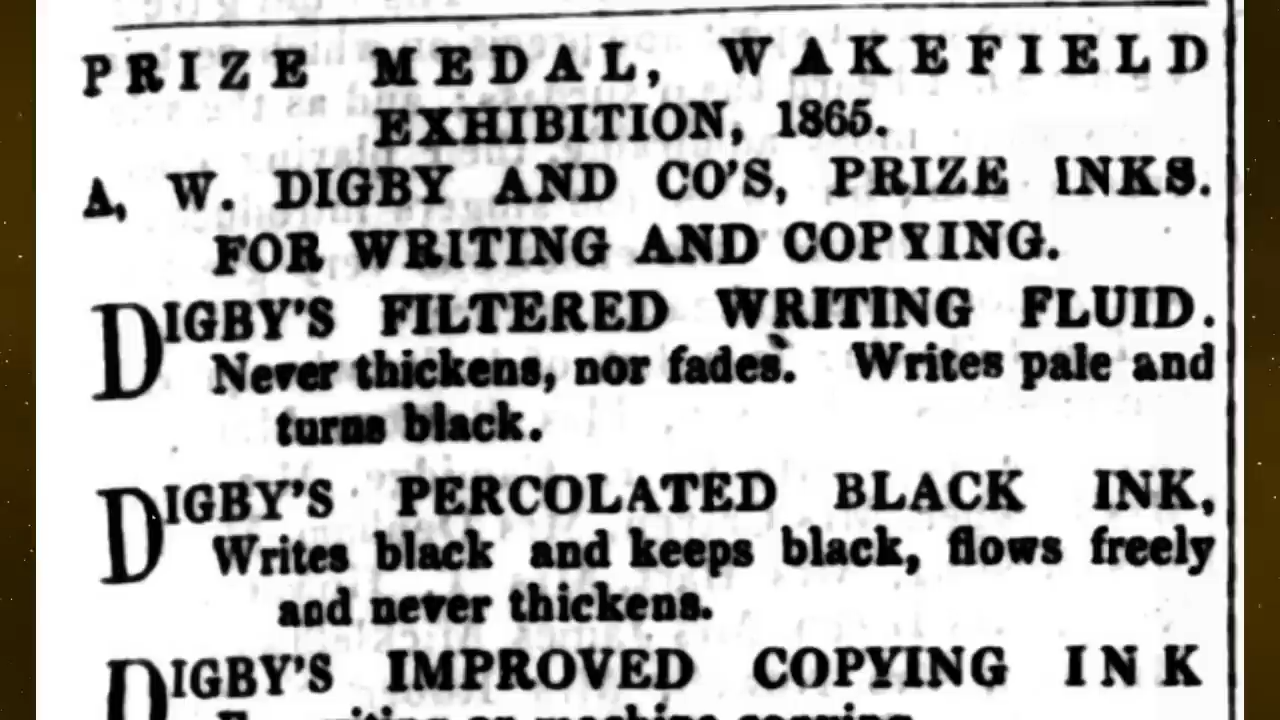 PRIZE MEDAL, WAKEFIELD
EXHIBITION, 1865.
A, W. DIGBY AND CO'S, PRIZE INKS.
FOR WRITING AND COPYING.
DIGBY'S FILTERED WRITING FLUID.
Never thickens, nor fades. Writes pale and
turns black.
DIGBY'S PERCOLATED BLACK INK,
Writes black and keeps black, flows freely
and never thickens.
DIGBY'S IMPROVED COPYING INK
machine copying